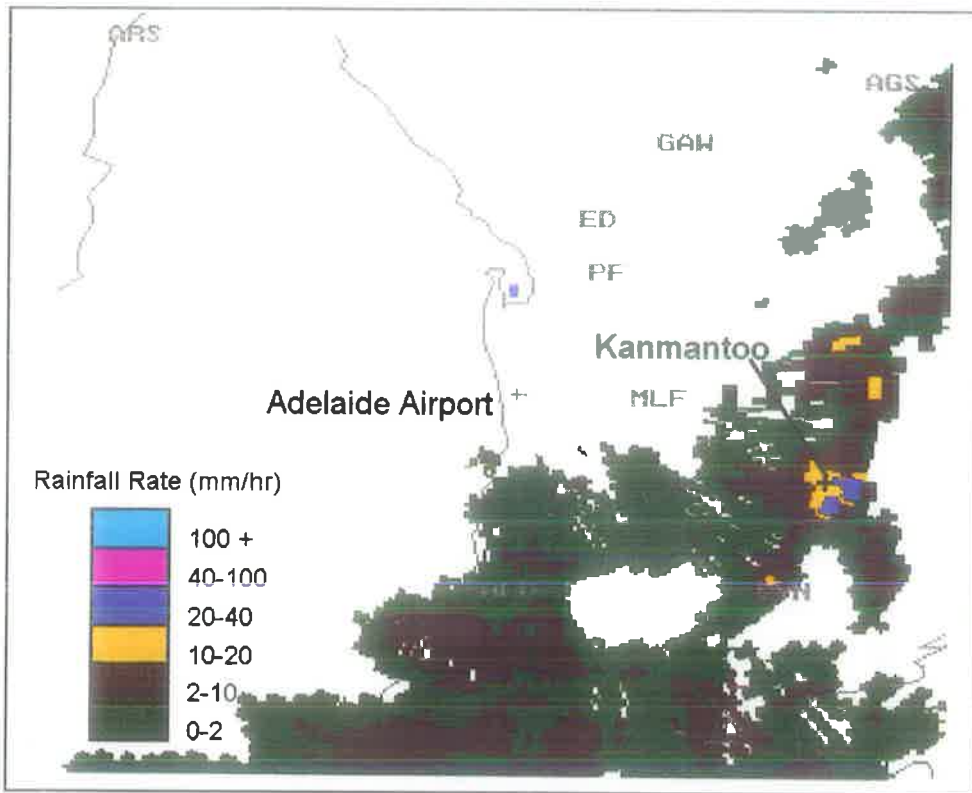 ARS
AGS
GAW
ED
PF
Kanmantoo
MLF
Adelaide Airport
Rainfall Rate (mm/hr)
100 +
40-100
20-40
10-20
2-10
0-2